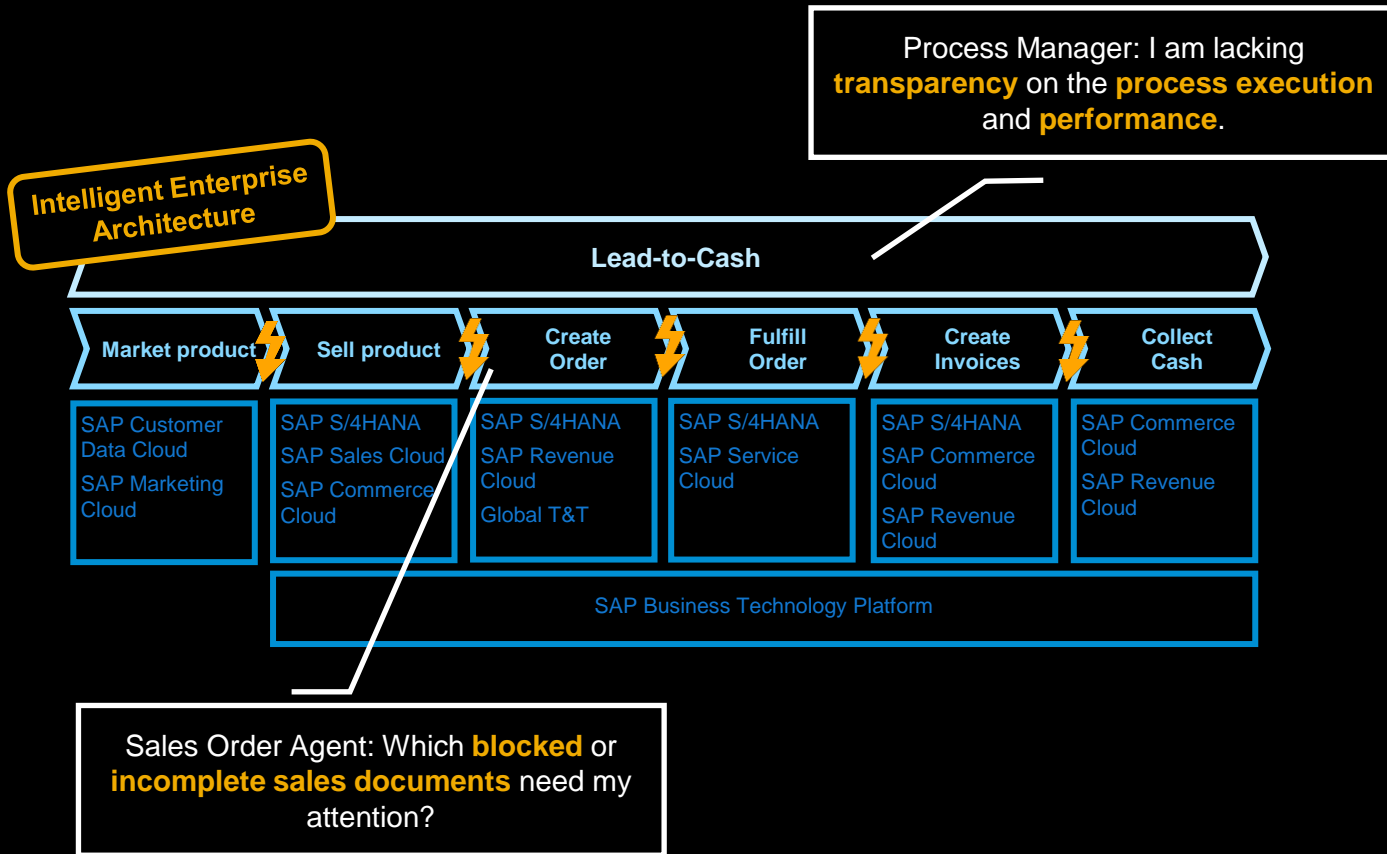 Process Manager: I am lacking
transparency on the process execution
and performance.
Intelligent Enterprise
Architecture
Lead-to-Cash
Market product
Sell product
Create
Order
Fulfill
Order
Create
Invoices
Collect
Cash
SAP Customer
Data Cloud
SAP Marketing
Cloud
SAP S/4HANA
SAP Sales Cloud
SAP Commerce
Cloud
SAP S/4HANA
SAP Revenue
Cloud
Global T&T
SAP S/4HANA
SAP Service
Cloud
SAP S/4HANA
SAP Commerce
Cloud
SAP Revenue
Cloud
SAP Commerce
Cloud
SAP Revenue
Cloud
SAP Business Technology Platform
Sales Order Agent: Which blocked or
incomplete sales documents need my
attention?